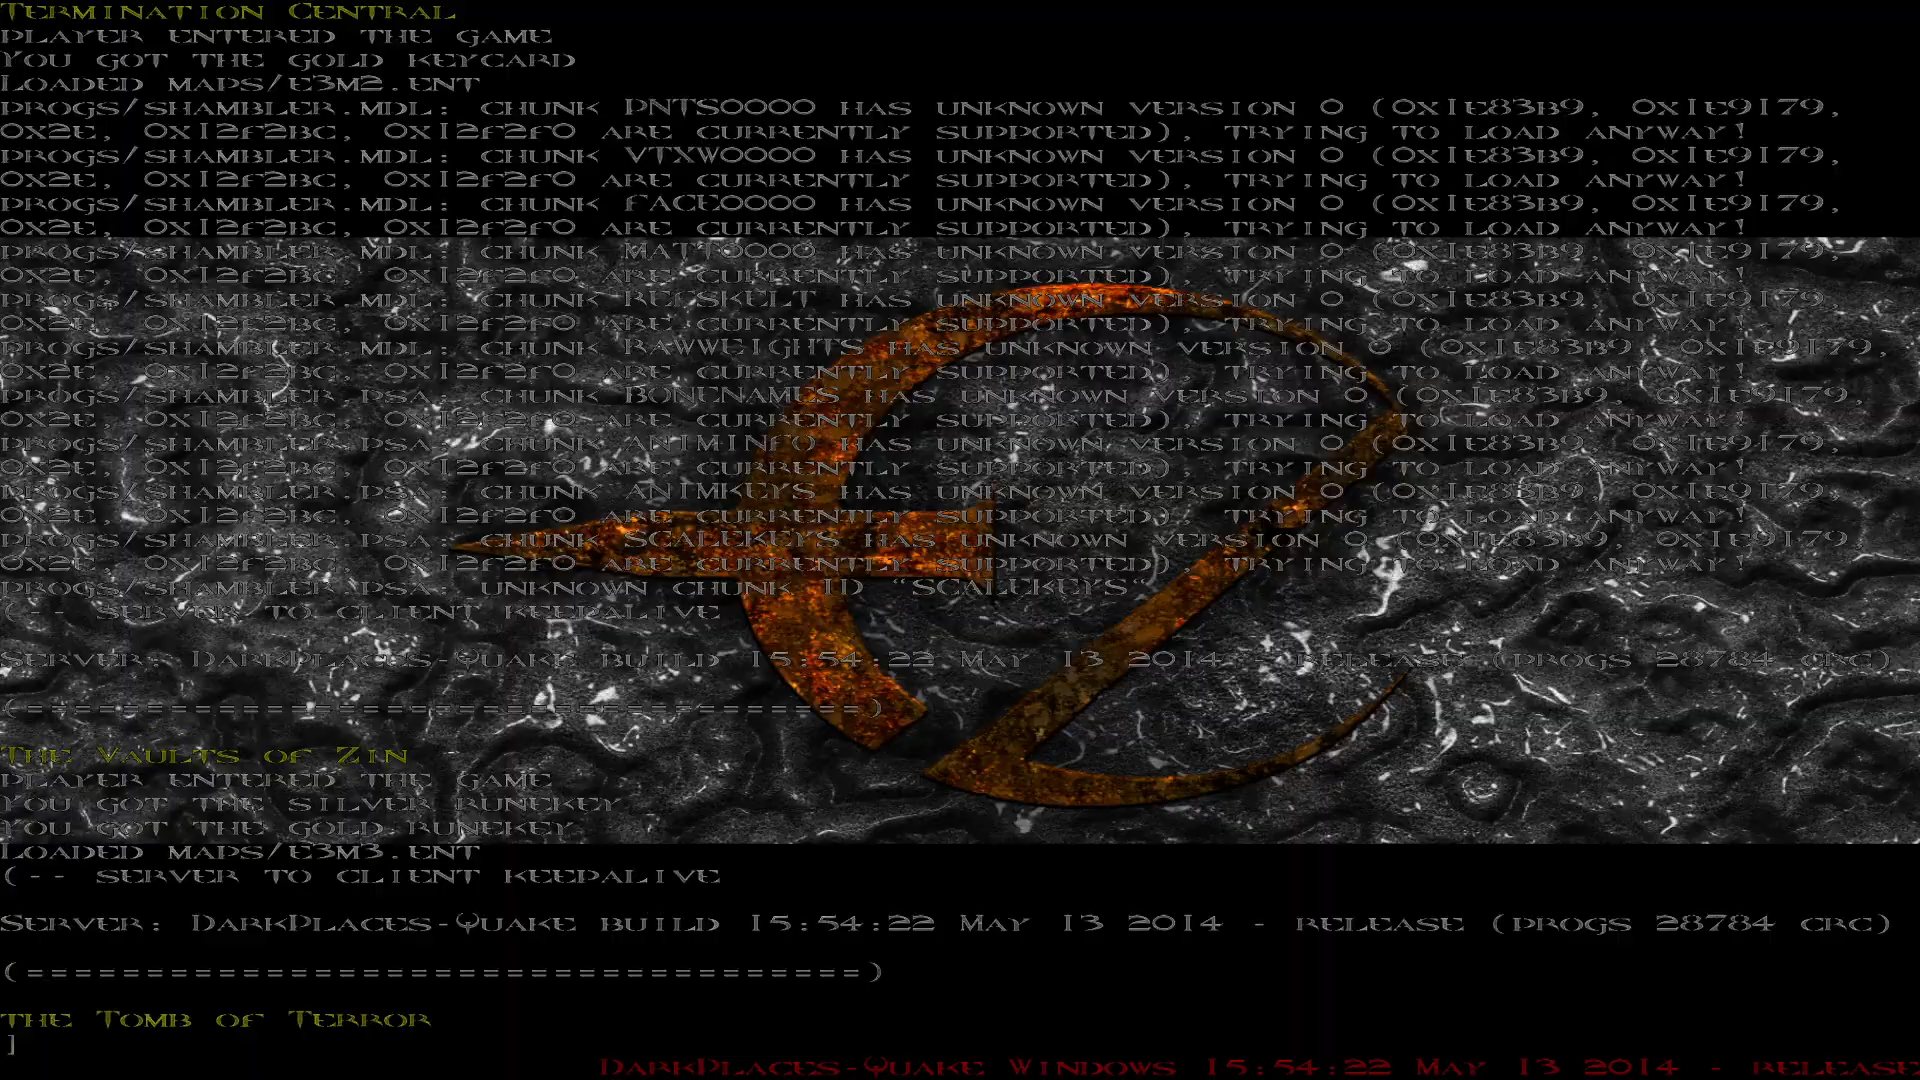 Termination Central
player entered the game
You got the gold keycard
Loaded maps/e3m2.ent
progs/shambler.mdl: chunk PNTS0000 has unknown version 0 (0x1e83b9, 0x1e9179,
0x2e, 0x12f2bc, 0x12f2f0 are currently supported), trying to load anyway!
progs/shambler.mdl: chunk VTXW0000 has unknown version 0 (0x1e83b9, 0x1e9179,
0x2e, 0x12f2bc, 0x12f2f0 are currently supported), trying to load anyway!
progs/shambler.mdl: chunk FACE0000 has unknown version 0 (0x1e83b9, 0x1e9179,
0x2e, 0x12f2bc, 0x12f2f0 are currently supported), trying to load anyway!
progs/shambler.mdl: chunk MATT0000 has unknown version 0 (0x1e83b9, 0x1e9179,
0x2e, 0x12f2bc, 0x12f2f0 are currently supported), trying to load anyway!
progs/shambler.mdl: chunk REFSKELT has unknown version 0 (0x1e83b9, 0x1e9179,
0x2e, 0x12f2bc, 0x12f2f0 are currently supported), trying to load anyway!
progs/shambler.mdl: chunk RAWWEIGHTS has unknown version 0 (0x1e83b9, 0x1e9179,
0x2e, 0x12f2bc, 0x12f2f0 are currently supported), trying to load anyway!
progs/shambler.psa: chunk BONENAMES has unknown version 0 (0x1e83b9, 0x1e9179,
0x2e, 0x12f2bc, 0x12f2f0 are currently supported), trying to load anyway!
progs/shambler.psa: chunk ANIMINFO has unknown version 0 (0x1e83b9, 0x1e9179,
0x2e, 0x12f2bc, 0x12f2f0 are currently supported), trying to load anyway!
progs/shambler.psa: chunk ANIMKEYS has unknown version 0 (0x1e83b9, 0x1e9179,
0x2e, 0x12f2bc, 0x12f2f0 are currently supported), trying to load anyway!
progs/shambler.psa: chunk SCALEKEYS has unknown version 0 (0x1e83b9, 0x1e9179,
0x2e, 0x12f2bc, 0x12f2f0 are currently supported), trying to load anyway!
progs/shambler.psa: unknown chunk ID "SCALEKEYS"
(-- server to client keepalive
Server: DarkPlaces-Quake build 15:54:22 May 13 2014 - release (progs 28784 crc)
(===================================)
The Vaults of Zin
player entered the game
You got the silver runekey
You got the gold runekey
Loaded maps/e3m3.ent
(-- server to client keepalive
Server: DarkPlaces-Quake build 15:54:22 May 13 2014 - release (progs 28784 crc)
(===================================)
the Tomb of Terror
]
DarkPlaces-Quake Windows 15:54:22 May 13 2014 - release